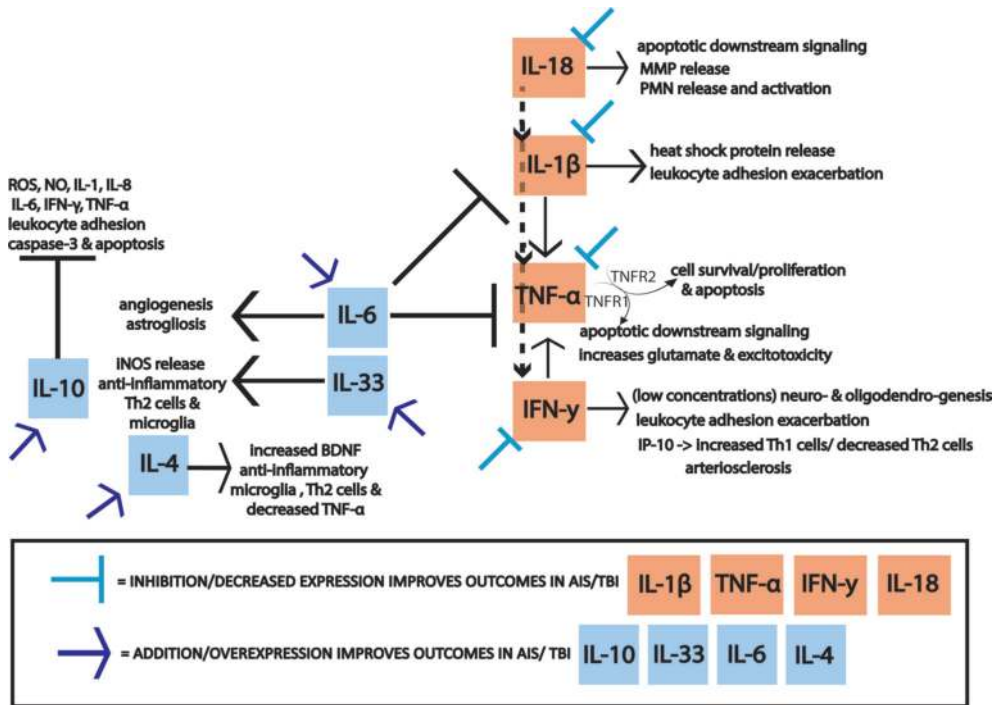 IL-18
apoptotic downstream signaling
MMP release
PMN release and activation
IL-1β
heat shock protein release
leukocyte adhesion exacerbation
ROS, NO, IL-1, IL-8
IL-6, IFN-γ, TNF-α
leukocyte adhesion
caspase-3 & apoptosis
TNF-α
TNFR2
TNFR1
cell survival/proliferation
& apoptosis
apoptotic downstream signaling
increases glutamate & excitotoxicity
angiogenesis
astrogliosis
IL-6
iNOS release
anti-inflammatory
Th2 cells &
microglia
IL-33
IL-10
IFN-y
(low concentrations) neuro- & oligodendro-genesis
leukocyte adhesion exacerbation
IP-10 -> increased Th1 cells/ decreased Th2 cells
arteriosclerosis
IL-4
increased BDNF
anti-inflammatory
microglia , Th2 cells &
decreased TNF-α
= INHIBITION/DECREASED EXPRESSION IMPROVES OUTCOMES IN AIS/TBI
IL-1β TNF-α IFN-y IL-18
= ADDITION/OVEREXPRESSION IMPROVES OUTCOMES IN AIS/ TBI
IL-10 IL-33 IL-6 IL-4